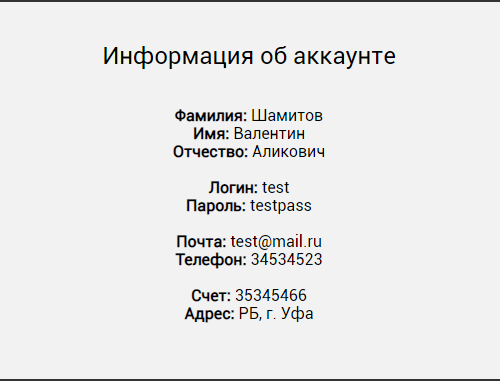 Информация об аккаунте
Фамилия: Шамитов
Имя: Валентин
Отчество: Аликович
Логин: test
Пароль: testpass
Почта: test@mail.ru
Телефон: 34534523
Счет: 35345466
Адрес: РБ, г. Уфа